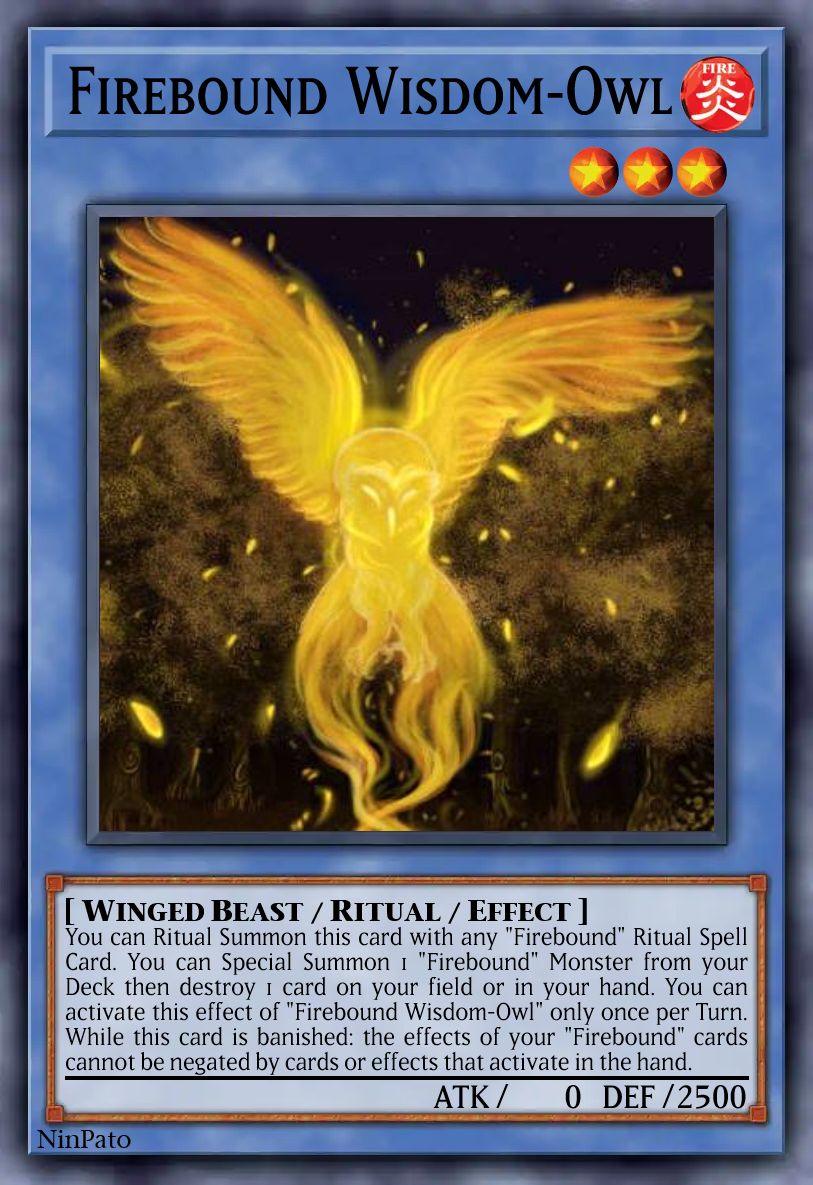 Firebound Wisdom-Owl
FIRE
炎
[ Winged Beast / Ritual / Effect ]
You can Ritual Summon this card with any "Firebound" Ritual Spell
Card. You can Special Summon 1 "Firebound" Monster from your
Deck then destroy 1 card on your field or in your hand. You can
activate this effect of "Firebound Wisdom-Owl" only once per Turn.
While this card is banished: the effects of your "Firebound" cards
cannot be negated by cards or effects that activate in the hand.
ATK / 0 DEF / 2500
NinPato